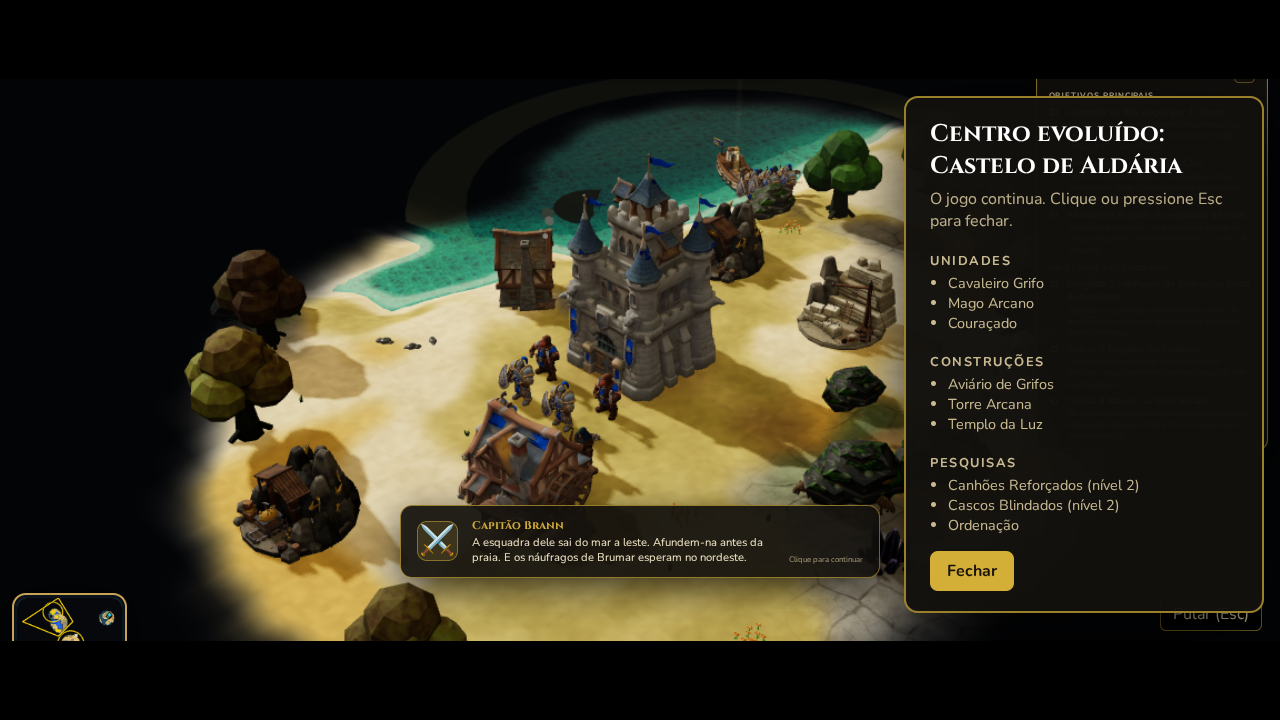 OBJETIVOS PRINCIPAIS
CENTRO EVOLUÍDO:
CASTELO DE ALDÁRIA
O jogo continua. Clique ou pressione Esc
para fechar.
UNIDADES
• Cavaleiro Grifo
• Mago Arcano
• Couraçado
CONSTRUÇÕES
• Aviário de Grifos
• Torre Arcana
• Templo da Luz
PESQUISAS
• Canhões Reforçados (nível 2)
• Cascos Blindados (nível 2)
• Ordenação
Fechar
CAPITÃO BRANN
A esquadra dele sai do mar a leste. Afundem-na antes da
praia. E os náufragos de Brumar esperam no nordeste.
Clique para continuar
Pular (Esc)